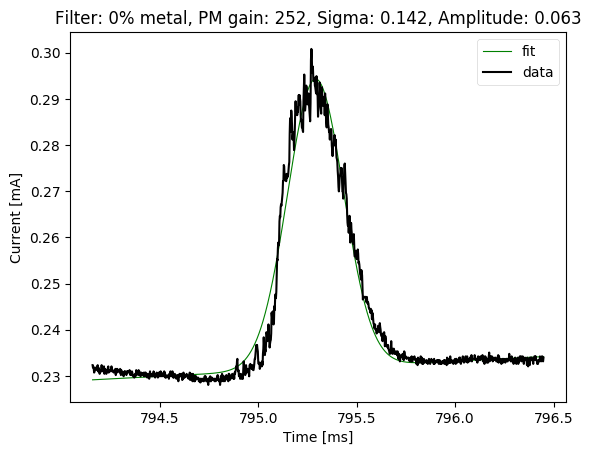 Filter: 0% metal, PM gain: 252, Sigma: 0.142, Amplitude: 0.063
fit
data
0.30
0.29
0.28
0.27
0.26
0.25
0.24
0.23
Current [mA]
794.5 795.0 795.5 796.0 796.5
Time [ms]